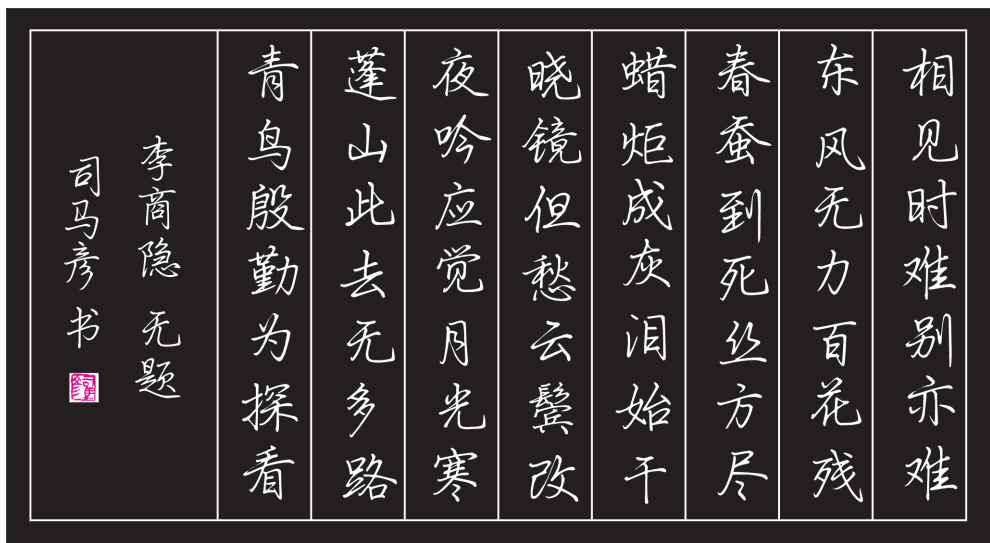 相见时难别亦难
东风无力百花残
春蚕到死丝方尽
蜡炬成灰泪始干
晓镜但愁云鬓改
夜吟应觉月光寒
蓬山此去无多路
青鸟殷勤为探看
李商隐 无题
司马彦 书